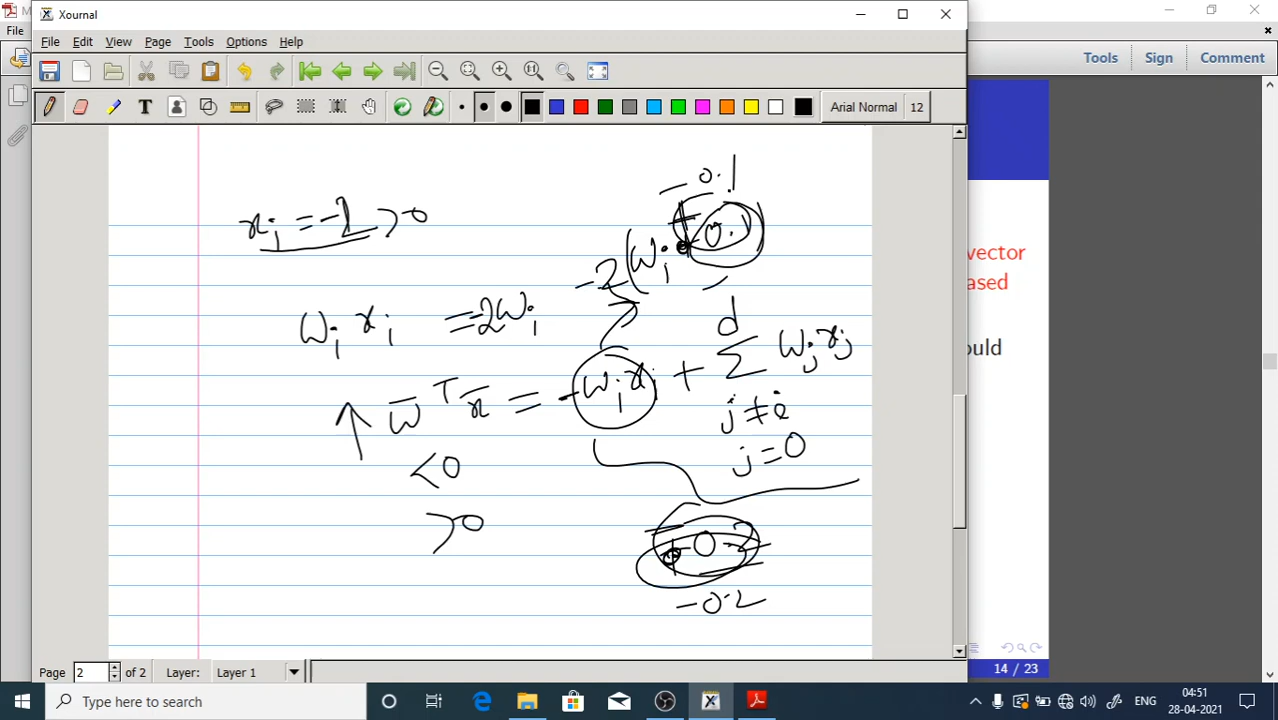 Xournal
File Edit View Page Tools Options Help
File
Tools Sign Comment
Arial Normal 12
- 0.1
x_i = -2 > 0
-2(w_i
0.1
w_i x_i = -2w_i
w̄^T x̄ = -w_i x_i + Σ w_j x_j
d
j ≠ i
j = 0
< 0
> 0
-0.2
vector
ased
ould
14 / 23
Page 2 of 2 Layer: Layer 1
Type here to search
ENG
04:51
28-04-2021